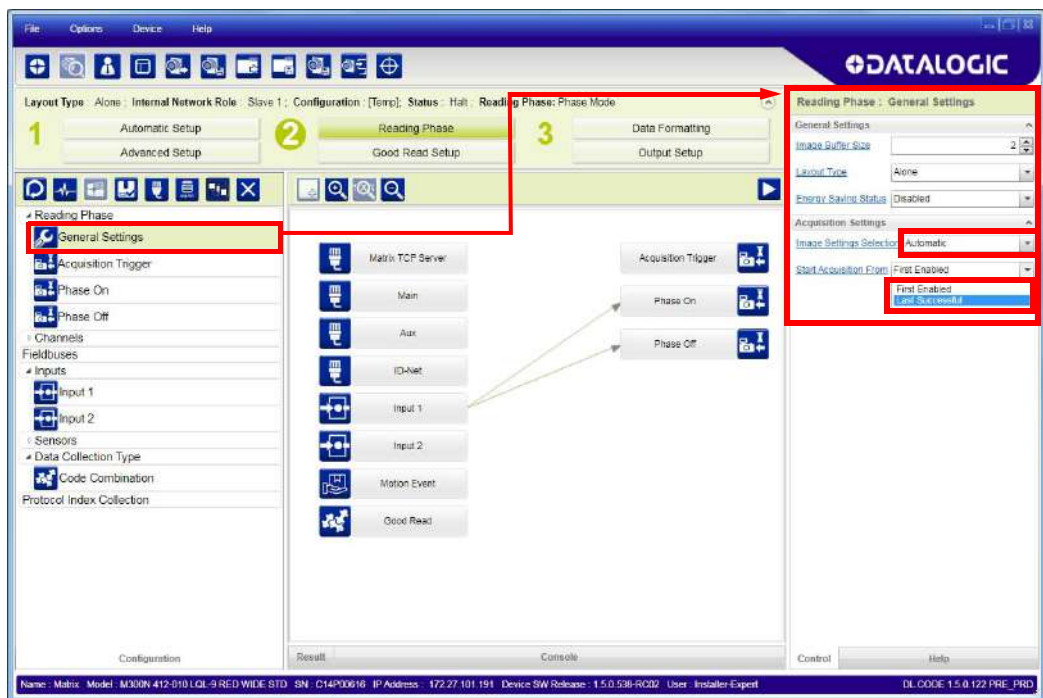 File Options Device Help
DATALOGIC
Layout Type Alone ; Internal Network Role : Slave 1 ; Configuration : [Temp]; Status : Halt ; Reading Phase: Phase Mode
1 Automatic Setup
Advanced Setup
2 Reading Phase
Good Read Setup
3 Data Formatting
Output Setup
Reading Phase
General Settings
Acquisition Trigger
Phase On
Phase Off
Channels
Fieldbuses
Inputs
Input 1
Input 2
Sensors
Data Collection Type
Code Combination
Protocol Index Collection
Configuration
Matrix TCP Server
Main
Aux
ID-Net
Input 1
Input 2
Motion Event
Good Read
Acquisition Trigger
Phase On
Phase Off
Result Console
Reading Phase : General Settings
General Settings
Image Buffer Size 2
Layout Type Alone
Energy Saving Status Disabled
Acquisition Settings
Image Settings Selection Automatic
Start Acquisition From First Enabled
First Enabled
Last Successful
Control Help
Name : Matrix Model : M300N 412-010 LQL-9 RED WIDE STD SN : C14P00616 IP Address : 172.27.101.191 Device SW Release : 1.5.0.538-RC02 User : Installer-Expert DL.CODE 1.5.0.122 PRE_PRD